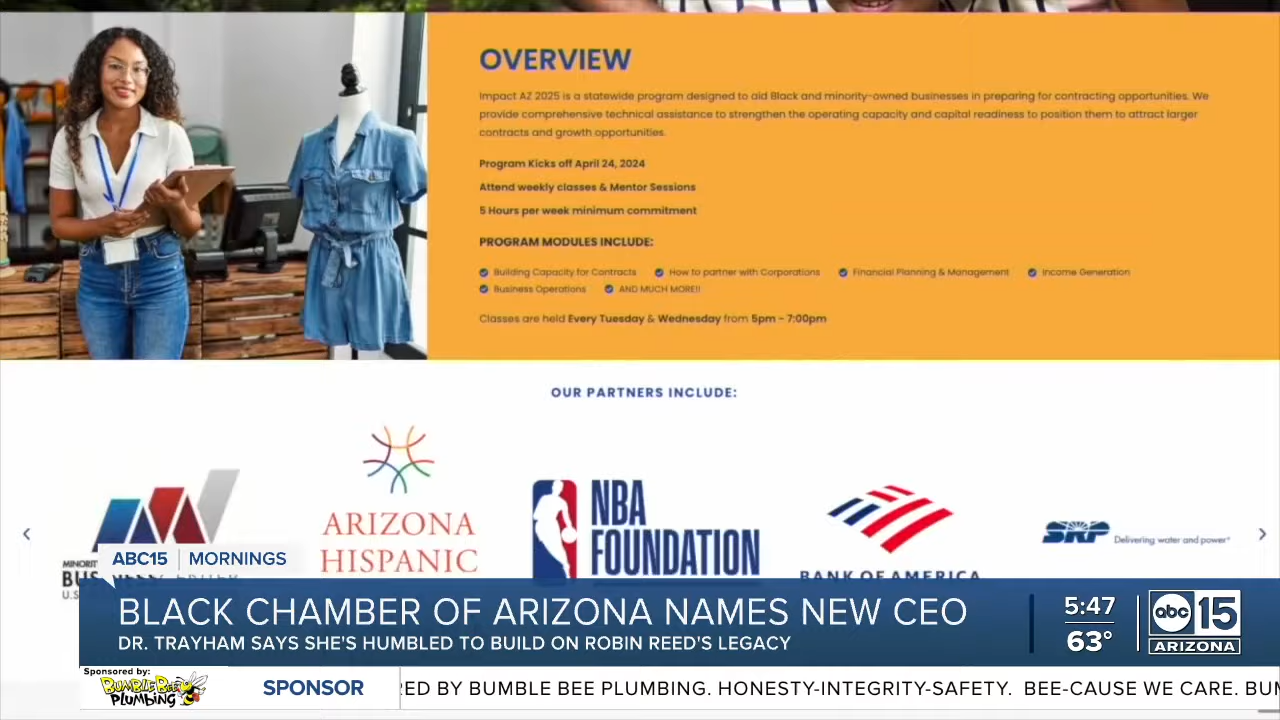 OVERVIEW
Impact AZ 2025 is a statewide program designed to aid Black and minority-owned businesses in preparing for contracting opportunities. We
provide comprehensive technical assistance to strengthen the operating capacity and capital readiness to position them to attract larger
contracts and growth opportunities.
Program Kicks off April 24, 2024
Attend weekly classes & Mentor Sessions
5 Hours per week minimum commitment
PROGRAM MODULES INCLUDE:
Building Capacity for Contracts How to partner with Corporations Financial Planning & Management Income Generation
Business Operations AND MUCH MORE!!
Classes are held Every Tuesday & Wednesday from 5pm - 7:00pm
OUR PARTNERS INCLUDE:
ARIZONA
HISPANIC
NBA
FOUNDATION
BANK OF AMERICA
SRP Delivering water and power®
MINORIT
ABC15 MORNINGS
BLACK CHAMBER OF ARIZONA NAMES NEW CEO
DR. TRAYHAM SAYS SHE'S HUMBLED TO BUILD ON ROBIN REED'S LEGACY
5:47
63°
abc 15
ARIZONA
Sponsored by:
BUMBLE BEE
PLUMBING
SPONSOR
RED BY BUMBLE BEE PLUMBING. HONESTY-INTEGRITY-SAFETY. BEE-CAUSE WE CARE. BUM